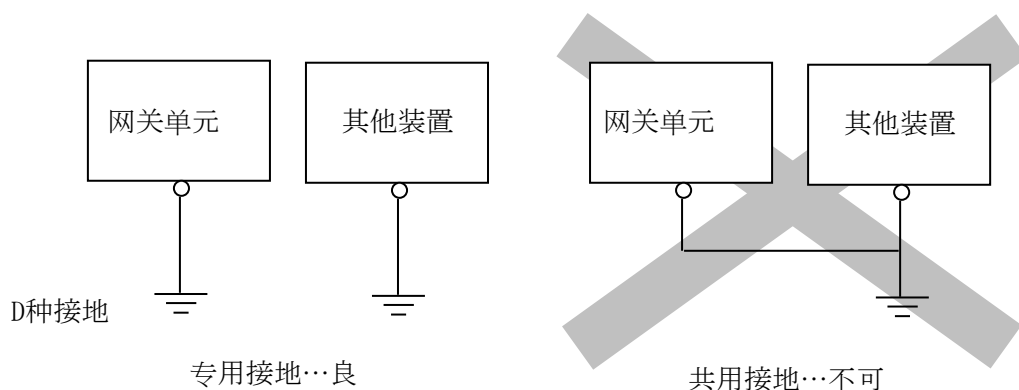 网关单元
其他装置
D种接地
专用接地…良
网关单元
其他装置
共用接地…不可